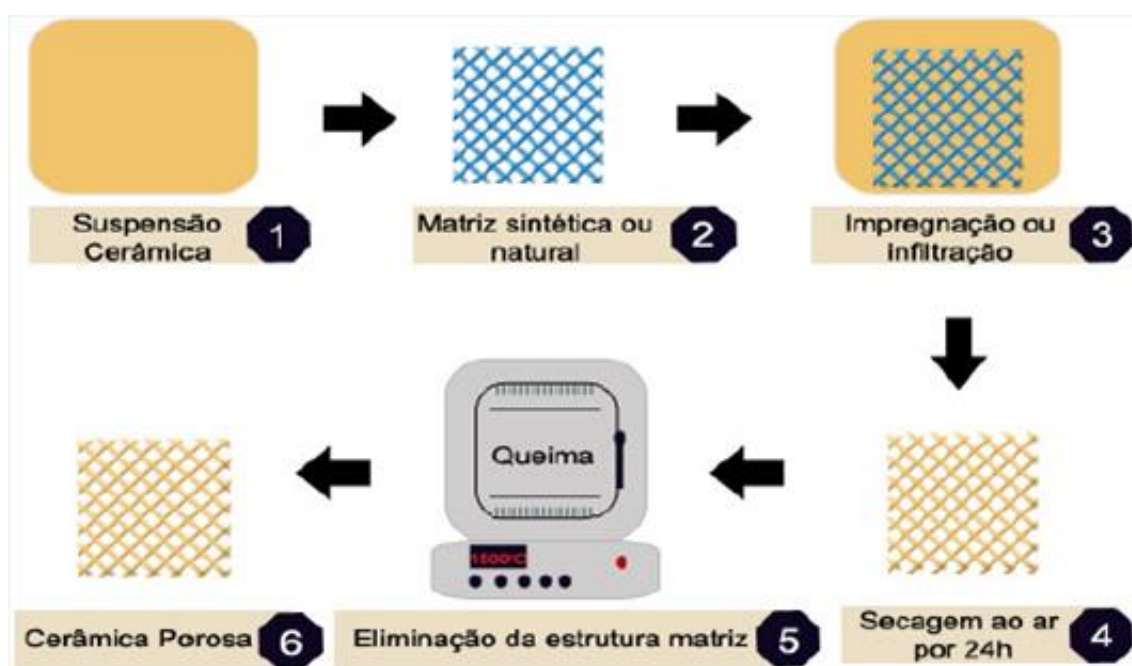 Suspensão
Cerâmica
1
Matriz sintética ou
natural
2
Impregnação ou
infiltração
3
Queima
1500°C
Cerâmica Porosa
6
Eliminação da estrutura matriz
5
Secagem ao ar
por 24h
4